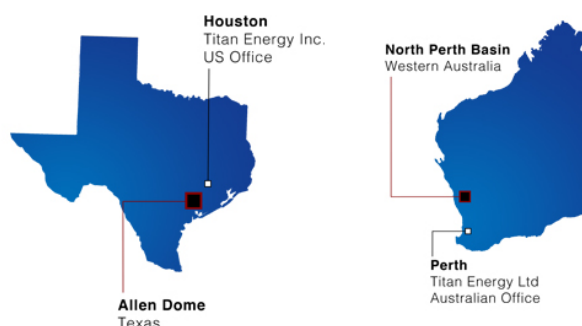 Houston
Titan Energy Inc.
US Office
Allen Dome
Texas
North Perth Basin
Western Australia
Perth
Titan Energy Ltd
Australian Office